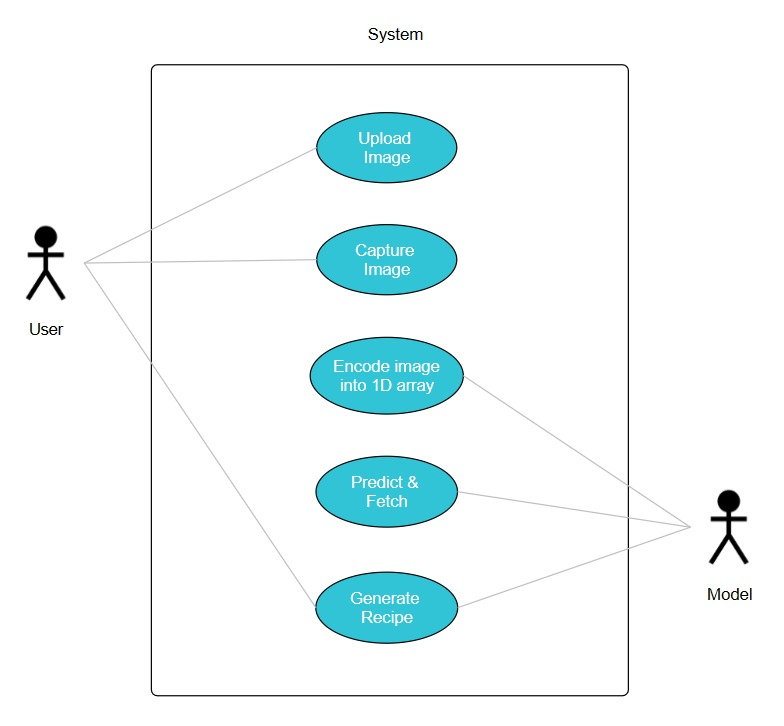 System
Upload
Image
Capture
Image
User
Encode image
into 1D array
Predict &
Fetch
Generate
Recipe
Model